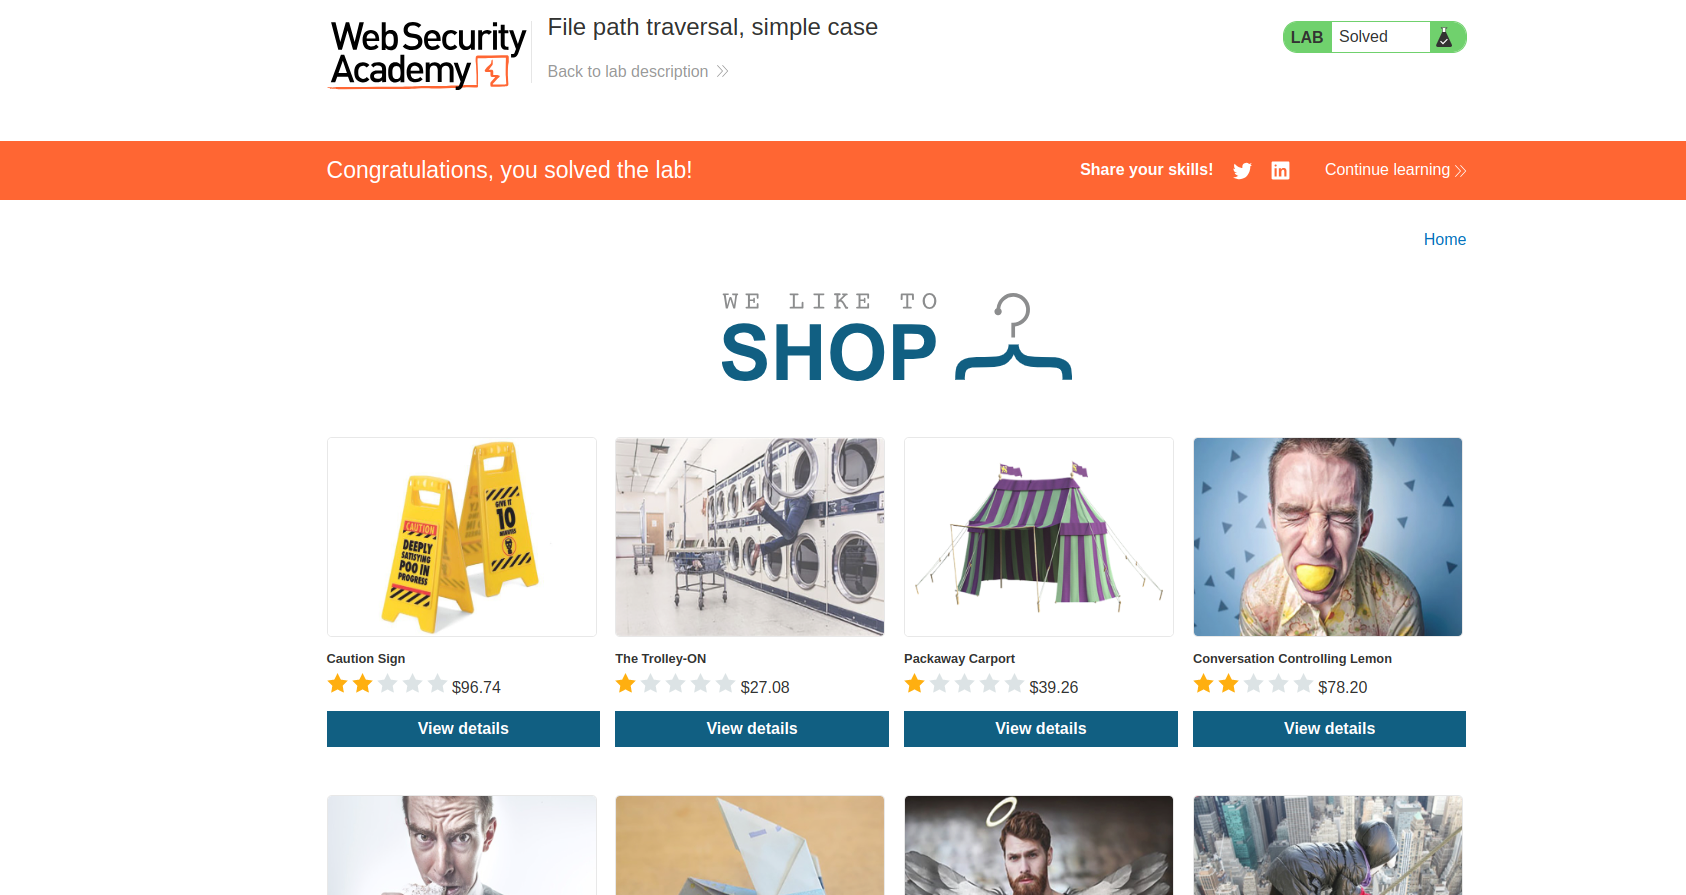 Web Security
Academy
File path traversal, simple case
Back to lab description
LAB Solved
Congratulations, you solved the lab!
Share your skills!
Continue learning
Home
WE LIKE TO
SHOP
CAUTION
DEEPLY
SATISFYING
POO IN
PROGRESS
GIVE IT
10
MINUTES
Caution Sign
$96.74
View details
The Trolley-ON
$27.08
View details
Packaway Carport
$39.26
View details
Conversation Controlling Lemon
$78.20
View details